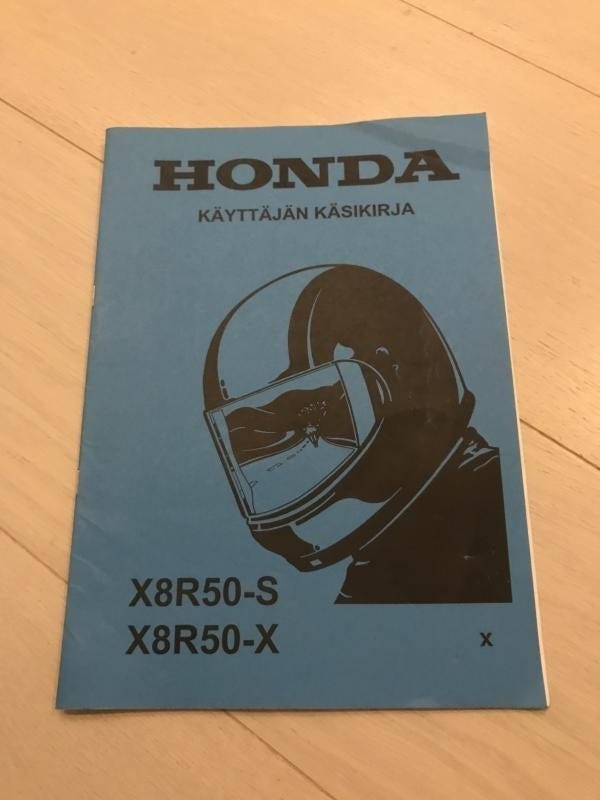 HONDA
KÄYTTÄJÄN KÄSIKIRJA
X8R50-S
X8R50-X
X